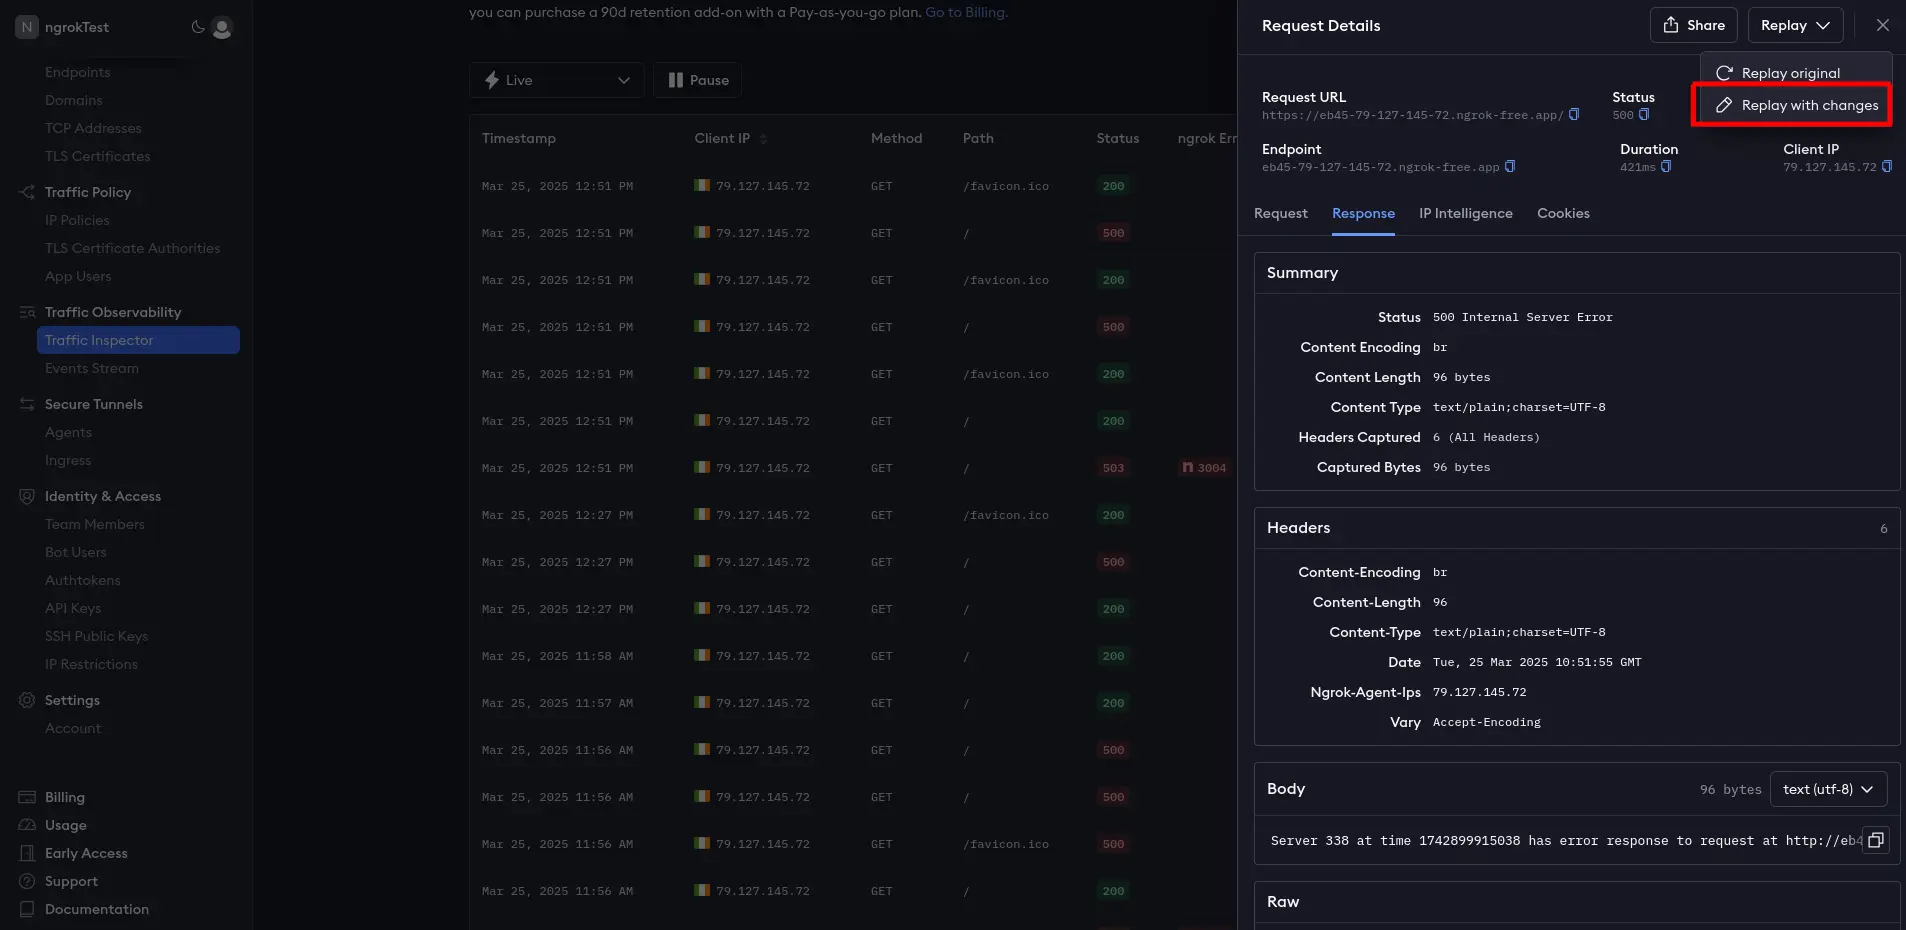 N ngrokTest
Endpoints
Domains
TCP Addresses
TLS Certificates
Traffic Policy
IP Policies
TLS Certificate Authorities
App Users
Traffic Observability
Traffic Inspector
Events Stream
Secure Tunnels
Agents
Ingress
Identity & Access
Team Members
Bot Users
Authtokens
API Keys
SSH Public Keys
IP Restrictions
Settings
Account
Billing
Usage
Early Access
Support
Documentation
you can purchase a 90d retention add-on with a Pay-as-you-go plan. Go to Billing.
Live Pause
Timestamp Client IP Method Path Status ngrok Err
Mar 25, 2025 12:51 PM 79.127.145.72 GET /favicon.ico 200
Mar 25, 2025 12:51 PM 79.127.145.72 GET / 500
Mar 25, 2025 12:51 PM 79.127.145.72 GET /favicon.ico 200
Mar 25, 2025 12:51 PM 79.127.145.72 GET / 500
Mar 25, 2025 12:51 PM 79.127.145.72 GET /favicon.ico 200
Mar 25, 2025 12:51 PM 79.127.145.72 GET / 200
Mar 25, 2025 12:51 PM 79.127.145.72 GET / 503 n 3004
Mar 25, 2025 12:27 PM 79.127.145.72 GET /favicon.ico 200
Mar 25, 2025 12:27 PM 79.127.145.72 GET / 500
Mar 25, 2025 12:27 PM 79.127.145.72 GET / 200
Mar 25, 2025 11:58 AM 79.127.145.72 GET / 200
Mar 25, 2025 11:57 AM 79.127.145.72 GET / 200
Mar 25, 2025 11:56 AM 79.127.145.72 GET / 500
Mar 25, 2025 11:56 AM 79.127.145.72 GET / 500
Mar 25, 2025 11:56 AM 79.127.145.72 GET /favicon.ico 500
Mar 25, 2025 11:56 AM 79.127.145.72 GET / 200
Request Details Share Replay
Replay original
Replay with changes
Request URL Status
https://eb45-79-127-145-72.ngrok-free.app/ 500
Endpoint Duration Client IP
eb45-79-127-145-72.ngrok-free.app 421ms 79.127.145.72
Request Response IP Intelligence Cookies
Summary
Status 500 Internal Server Error
Content Encoding br
Content Length 96 bytes
Content Type text/plain;charset=UTF-8
Headers Captured 6 (All Headers)
Captured Bytes 96 bytes
Headers 6
Content-Encoding br
Content-Length 96
Content-Type text/plain;charset=UTF-8
Date Tue, 25 Mar 2025 10:51:55 GMT
Ngrok-Agent-Ips 79.127.145.72
Vary Accept-Encoding
Body 96 bytes text (utf-8)
Server 338 at time 1742899915038 has error response to request at http://eb4
Raw